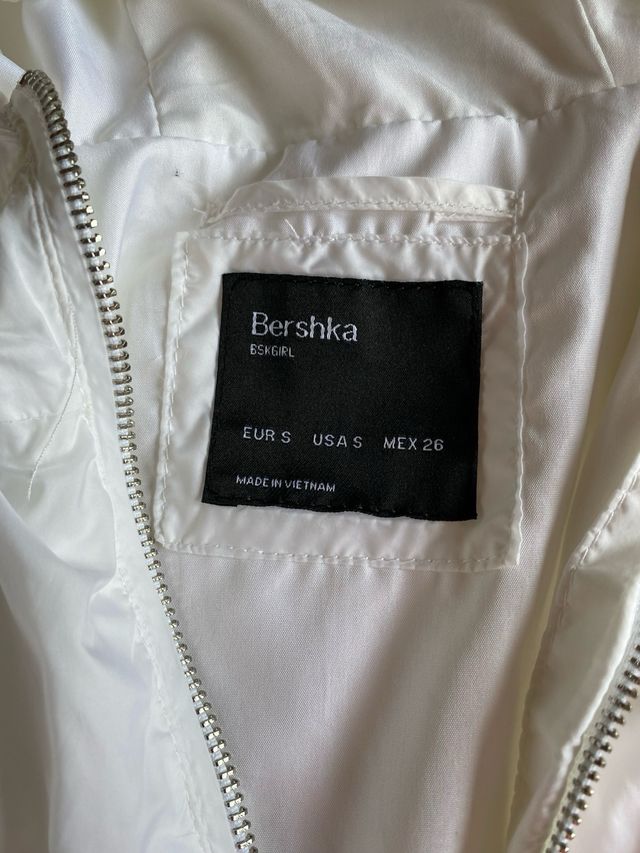 Bershka
BSKGIRL
EUR S USA S MEX 26
MADE IN VIETNAM